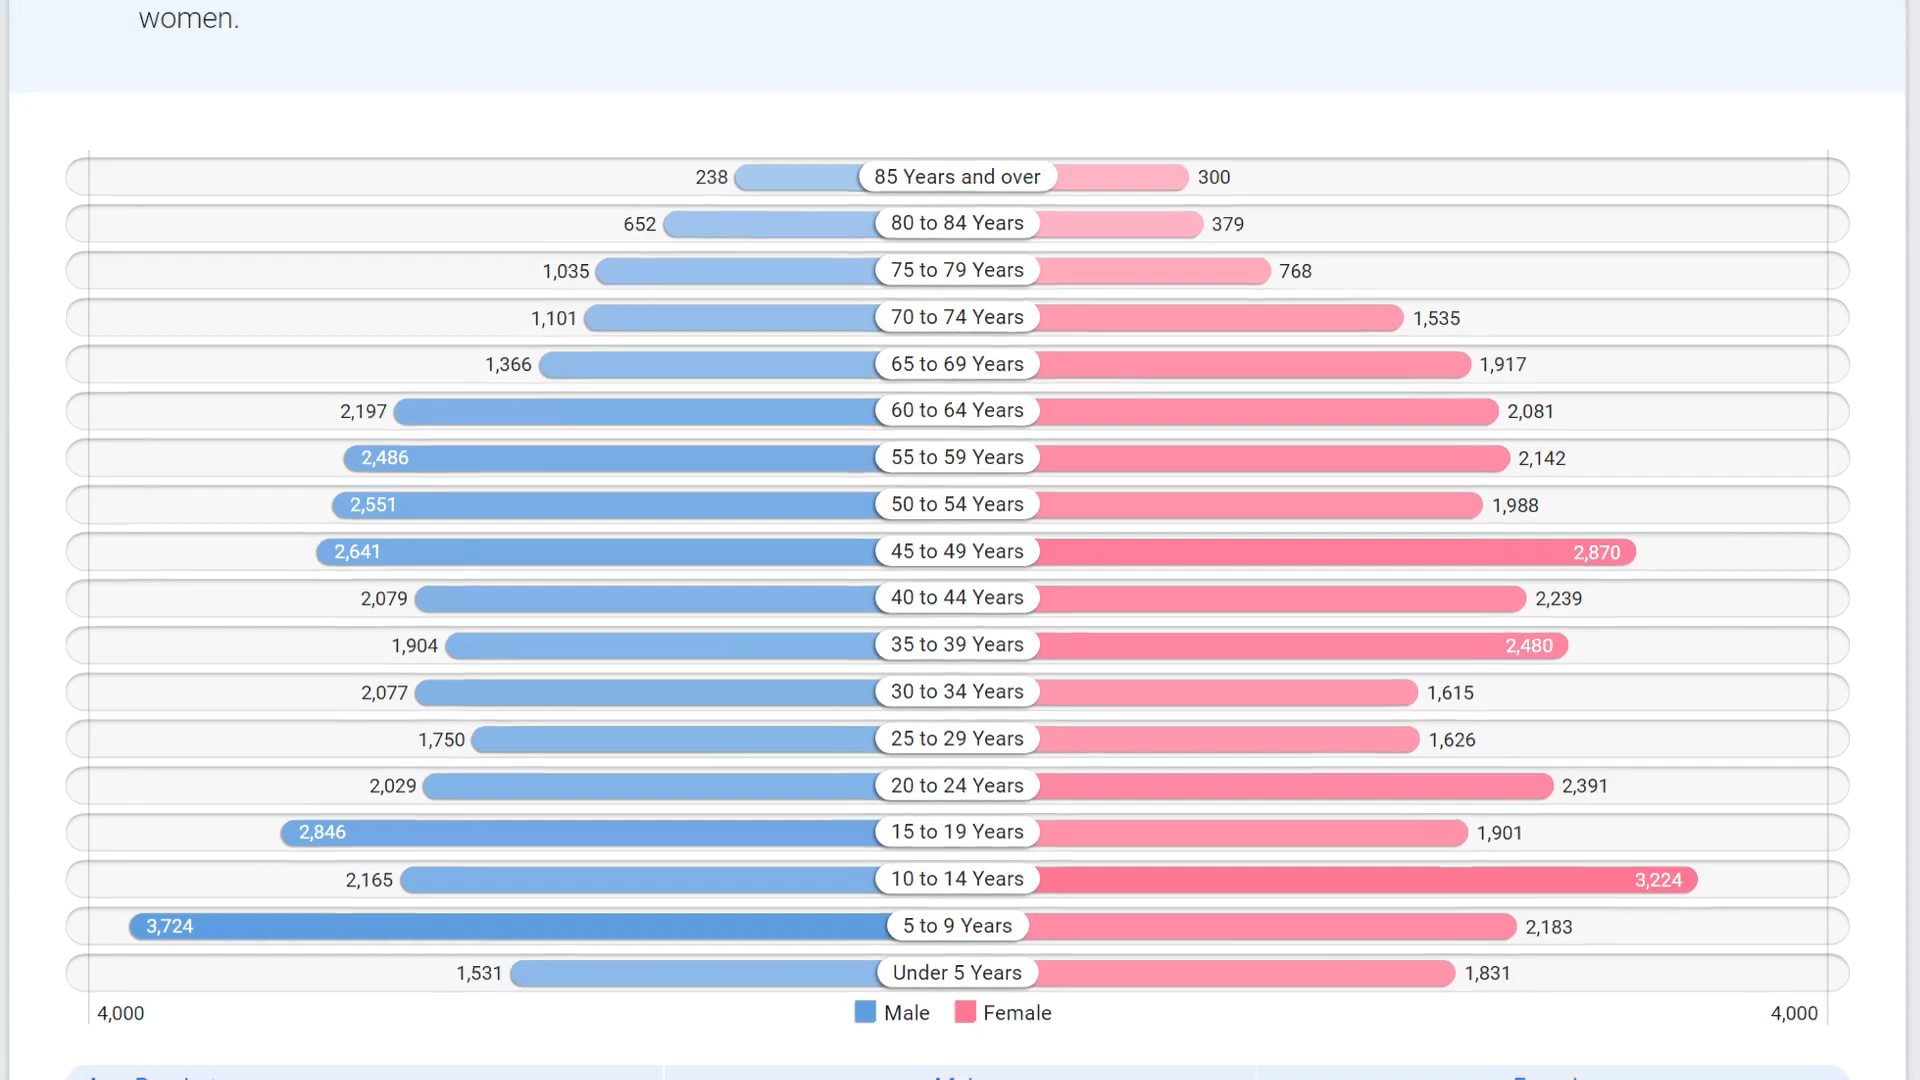 women.
238 85 Years and over 300
652 80 to 84 Years 379
1,035 75 to 79 Years 768
1,101 70 to 74 Years 1,535
1,366 65 to 69 Years 1,917
2,197 60 to 64 Years 2,081
2,486 55 to 59 Years 2,142
2,551 50 to 54 Years 1,988
2,641 45 to 49 Years 2,870
2,079 40 to 44 Years 2,239
1,904 35 to 39 Years 2,480
2,077 30 to 34 Years 1,615
1,750 25 to 29 Years 1,626
2,029 20 to 24 Years 2,391
2,846 15 to 19 Years 1,901
2,165 10 to 14 Years 3,224
3,724 5 to 9 Years 2,183
1,531 Under 5 Years 1,831
4,000 Male Female 4,000